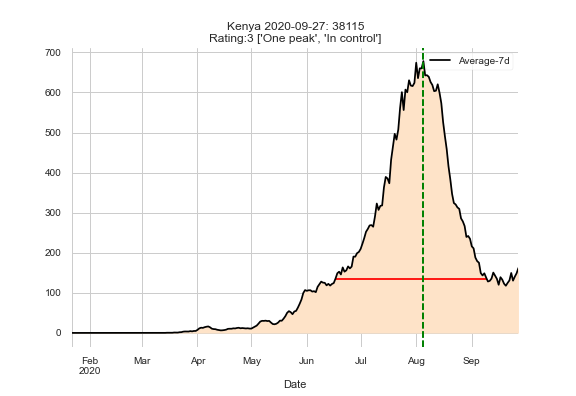 Kenya 2020-09-27: 38115
Rating:3 ['One peak', 'In control']
700
Average-7d
600
500
400
300
200
100
0
Feb Mar Apr May Jun Jul Aug Sep
2020
Date